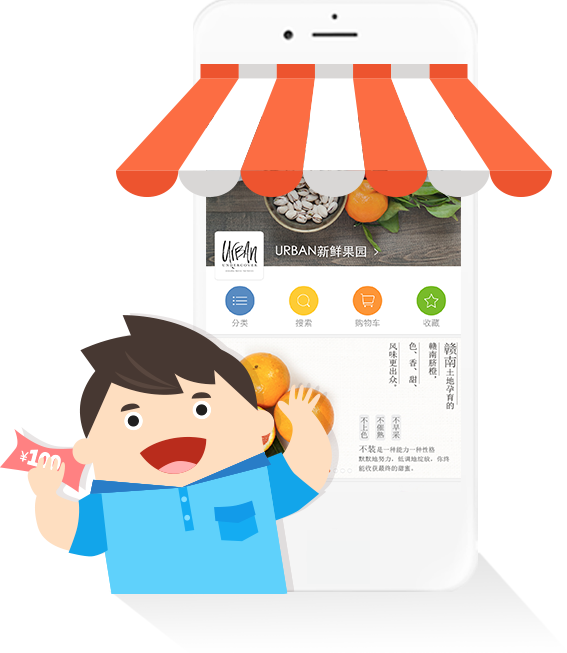 URBAN
URBAN新鲜果园 >
分类
搜索
购物车
收藏
赣南土地孕育的
赣南脐橙,
色、香、甜、
风味更出众。
不早采
不催熟
不上色
不装是一种能力一种性格
默默地努力, 低调地绽放, 你终
能收获最终的甜蜜。
¥100